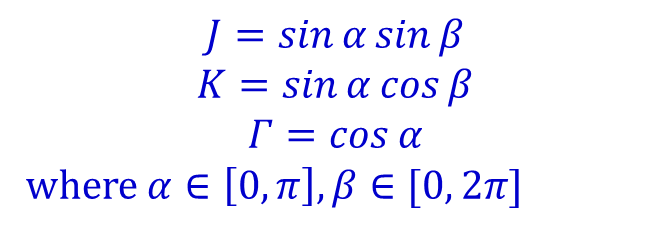 J = sin α sin β
K = sin α cos β
Γ = cos α
where α ∈ [0, π], β ∈ [0, 2π]